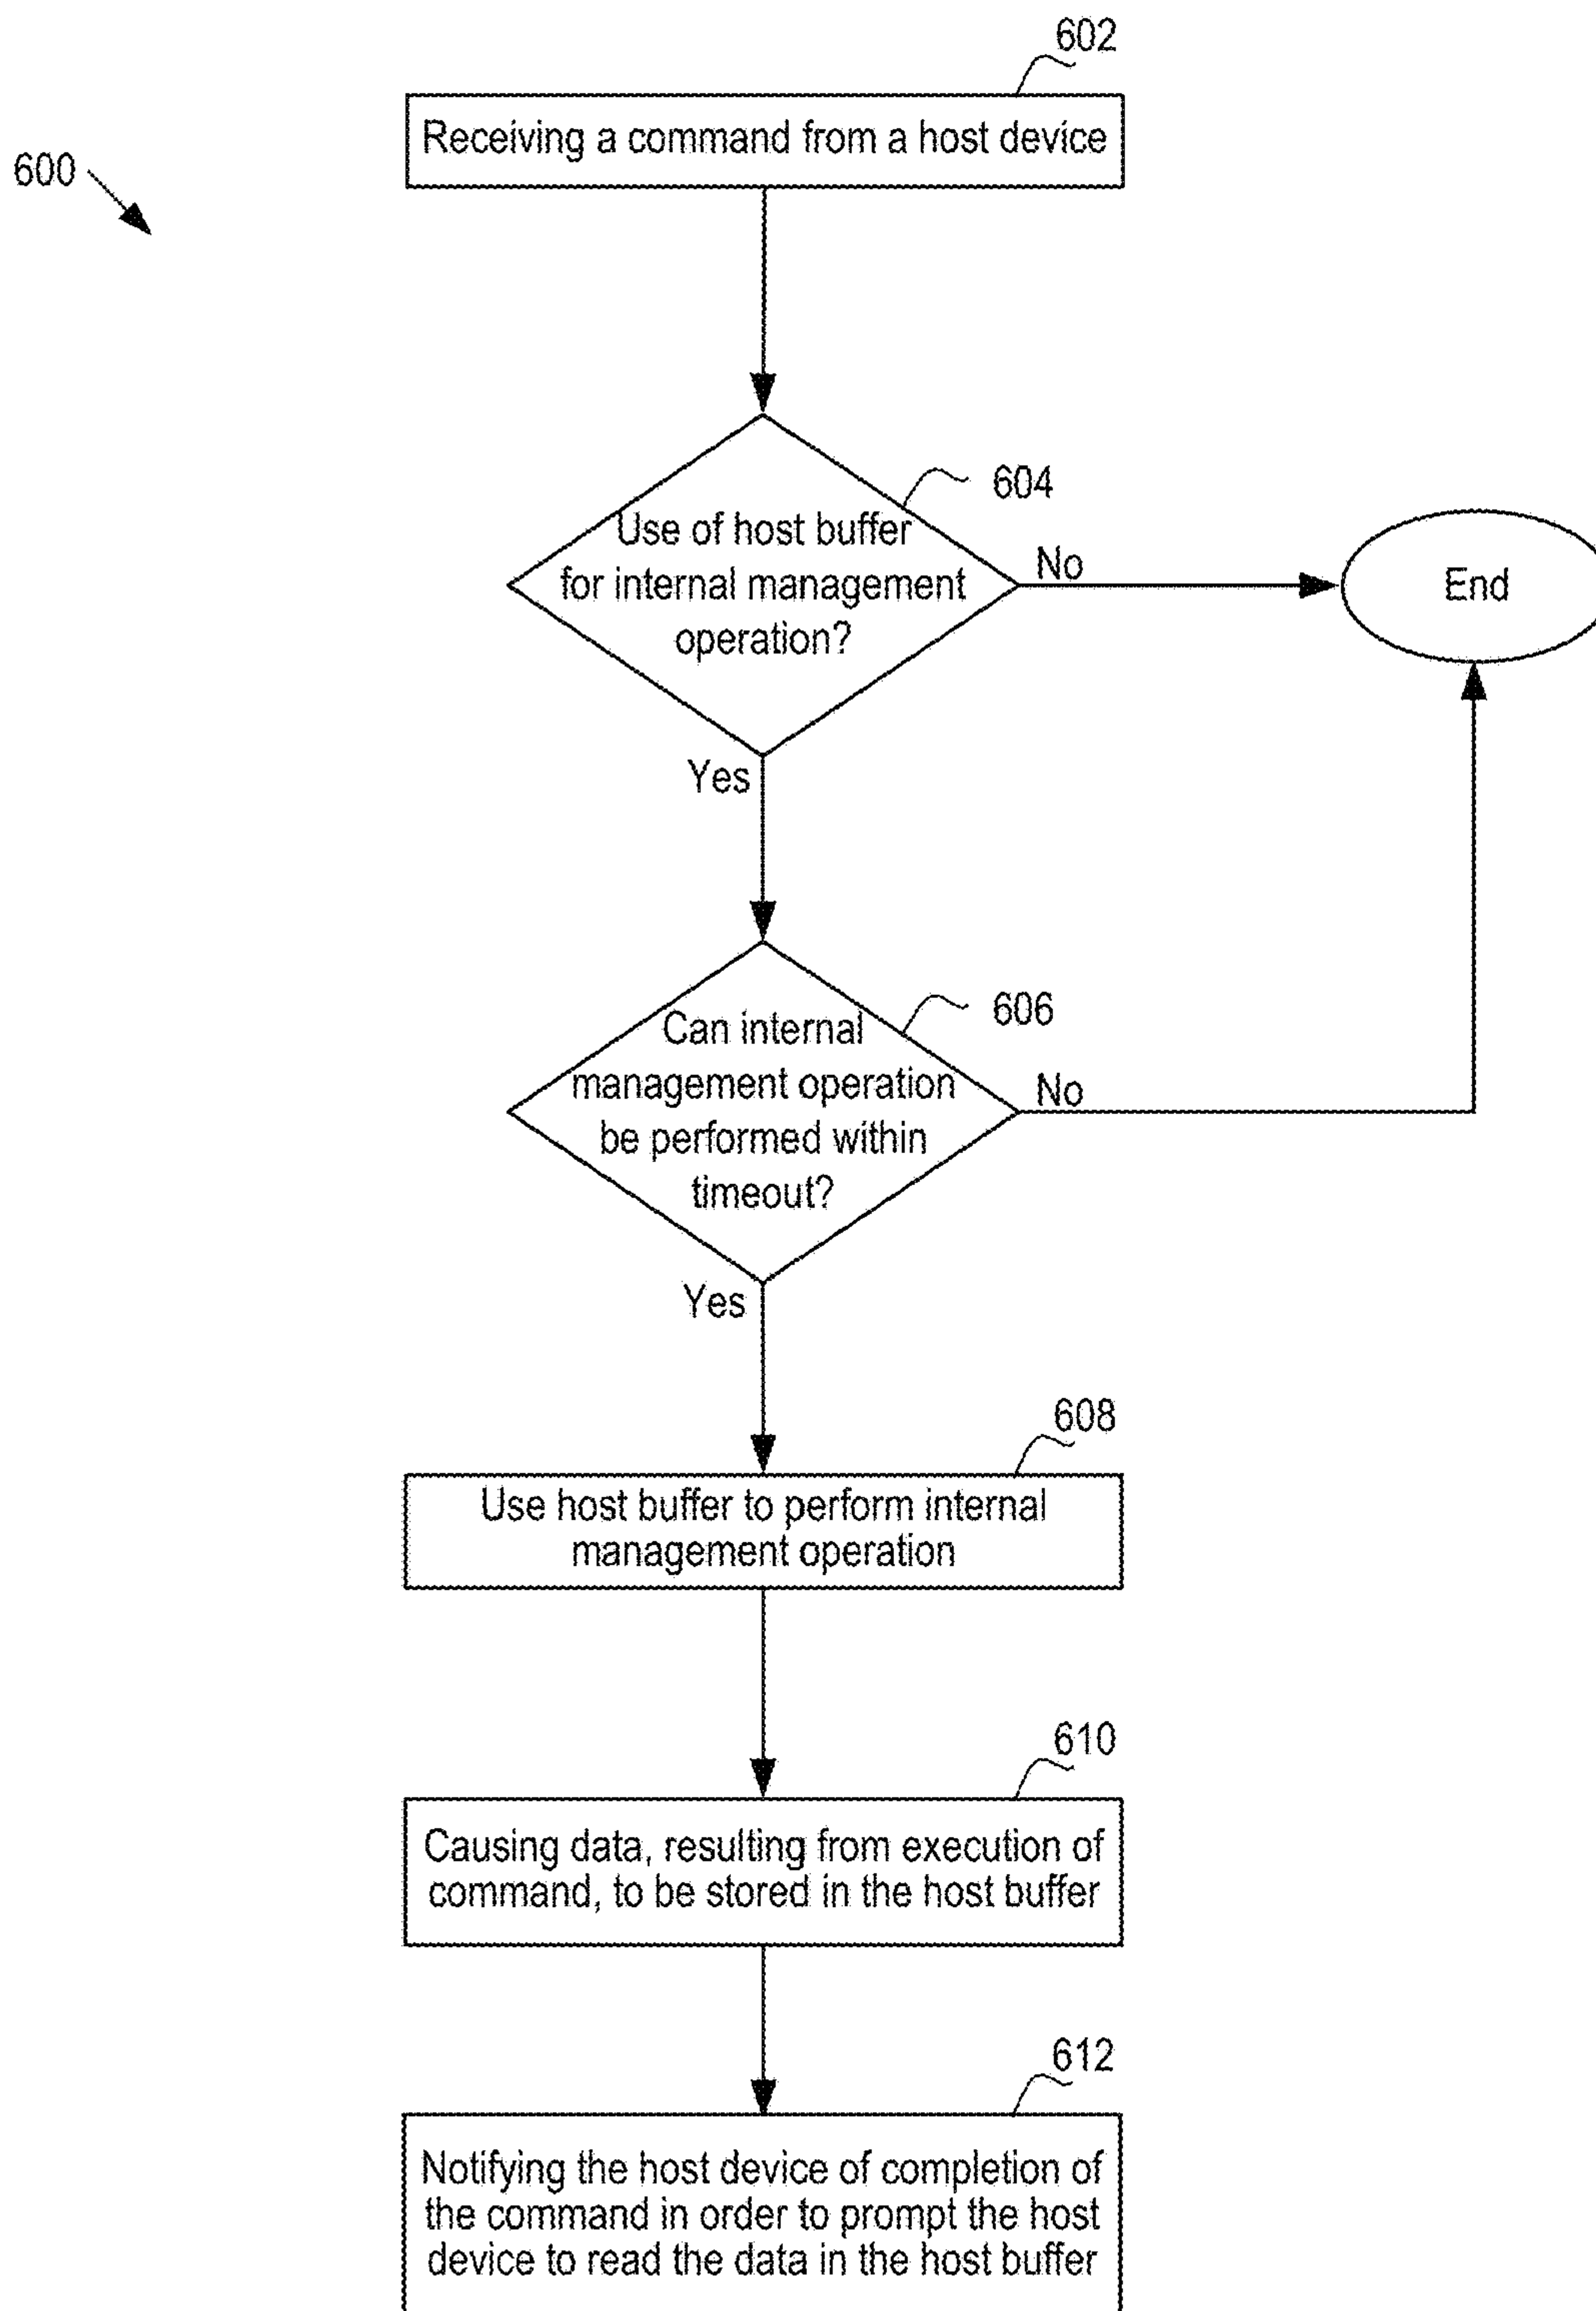 602
Receiving a command from a host device
600
604
Use of host buffer
for internal management
operation?
No
End
Yes
606
Can internal
management operation
be performed within
timeout?
No
Yes
608
Use host buffer to perform internal
management operation
610
Causing data, resulting from execution of
command, to be stored in the host buffer
612
Notifying the host device of completion of
the command in order to prompt the host
device to read the data in the host buffer